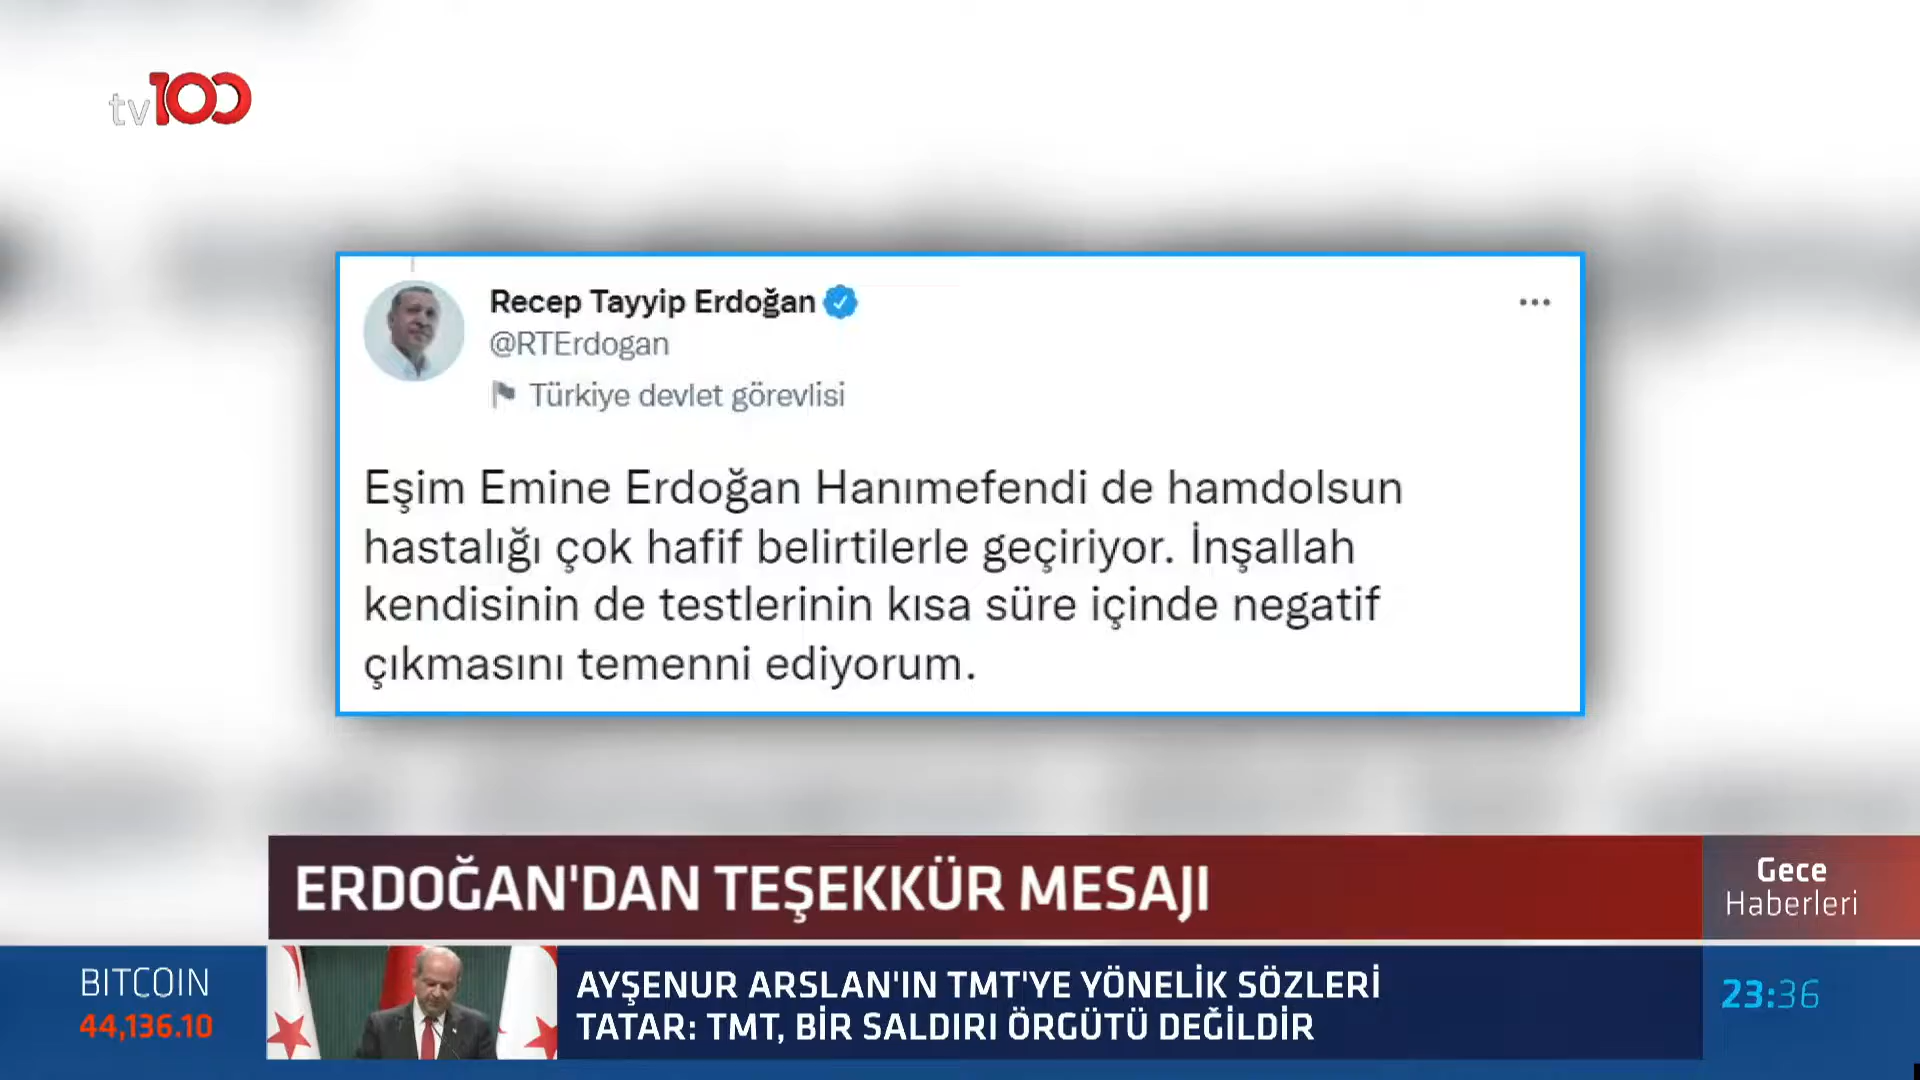 tv100
Recep Tayyip Erdoğan
@RTErdogan
Türkiye devlet görevlisi
Eşim Emine Erdoğan Hanımefendi de hamdolsun
hastalığı çok hafif belirtilerle geçiriyor. İnşallah
kendisinin de testlerinin kısa süre içinde negatif
çıkmasını temenni ediyorum.
ERDOĞAN'DAN TEŞEKKÜR MESAJI
Gece
Haberleri
BITCOIN
44,136.10
AYŞENUR ARSLAN'IN TMT'YE YÖNELİK SÖZLERİ
TATAR: TMT, BİR SALDIRI ÖRGÜTÜ DEĞİLDİR
23:36